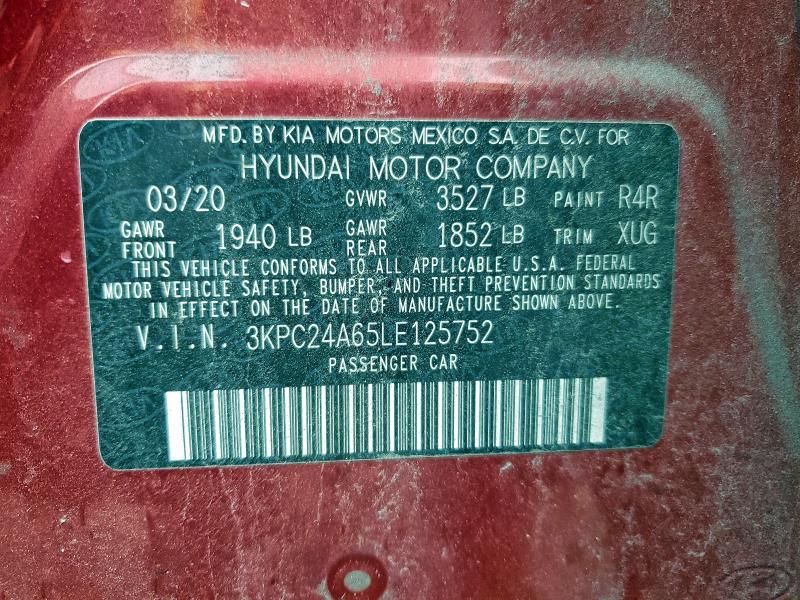 MFD. BY KIA MOTORS MEXICO S.A. DE C.V. FOR
HYUNDAI MOTOR COMPANY
03/20 GVWR 3527 LB PAINT R4R
GAWR FRONT 1940 LB GAWR REAR 1852 LB TRIM XUG
THIS VEHICLE CONFORMS TO ALL APPLICABLE U.S.A. FEDERAL
MOTOR VEHICLE SAFETY, BUMPER, AND THEFT PREVENTION STANDARDS
IN EFFECT ON THE DATE OF MANUFACTURE SHOWN ABOVE.
V.I.N. 3KPC24A65LE125752
PASSENGER CAR